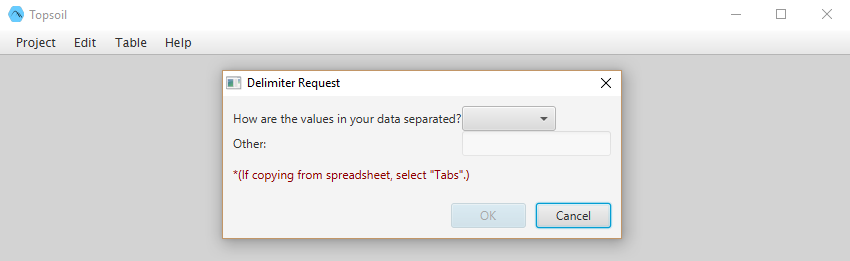 Topsoil
Project Edit Table Help
Delimiter Request
How are the values in your data separated?
Other:
*(If copying from spreadsheet, select "Tabs".)
OK Cancel